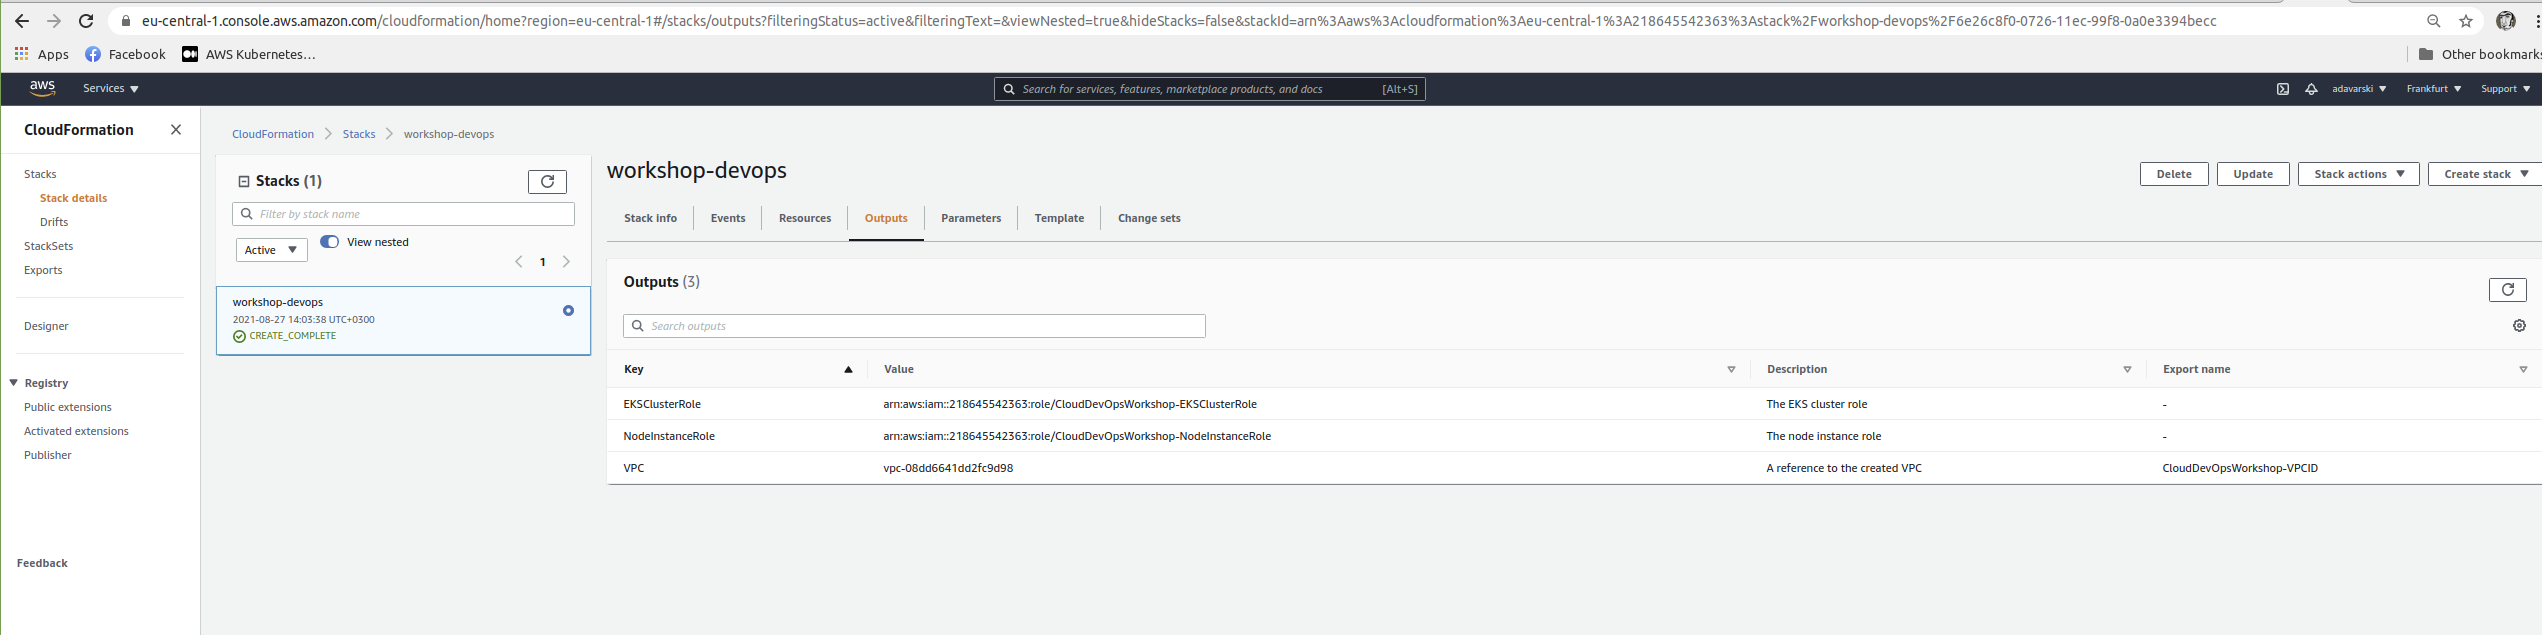 eu-central-1.console.aws.amazon.com/cloudformation/home?region=eu-central-1#/stacks/outputs?filteringStatus=active&filteringText=&viewNested=true&hideStacks=false&stackId=arn%3Aaws%3Acloudformation%3Aeu-central-1%3A218645542363%3Astack%2Fworkshop-devops%2F6e26c8f0-0726-11ec-99f8-0a0e3394becc
Apps Facebook AWS Kubernetes… Other bookmarks
aws Services Search for services, features, marketplace products, and docs [Alt+S] adavarski Frankfurt Support
CloudFormation
Stacks
Stack details
Drifts
StackSets
Exports
Designer
Registry
Public extensions
Activated extensions
Publisher
Feedback
CloudFormation Stacks workshop-devops
Stacks (1)
Filter by stack name
Active View nested
1
workshop-devops
2021-08-27 14:03:38 UTC+0300
CREATE_COMPLETE
workshop-devops
Delete Update Stack actions Create stack
Stack info Events Resources Outputs Parameters Template Change sets
Outputs (3)
Search outputs
Key Value Description Export name
EKSClusterRole arn:aws:iam::218645542363:role/CloudDevOpsWorkshop-EKSClusterRole The EKS cluster role -
NodeInstanceRole arn:aws:iam::218645542363:role/CloudDevOpsWorkshop-NodeInstanceRole The node instance role -
VPC vpc-08dd6641dd2fc9d98 A reference to the created VPC CloudDevOpsWorkshop-VPCID